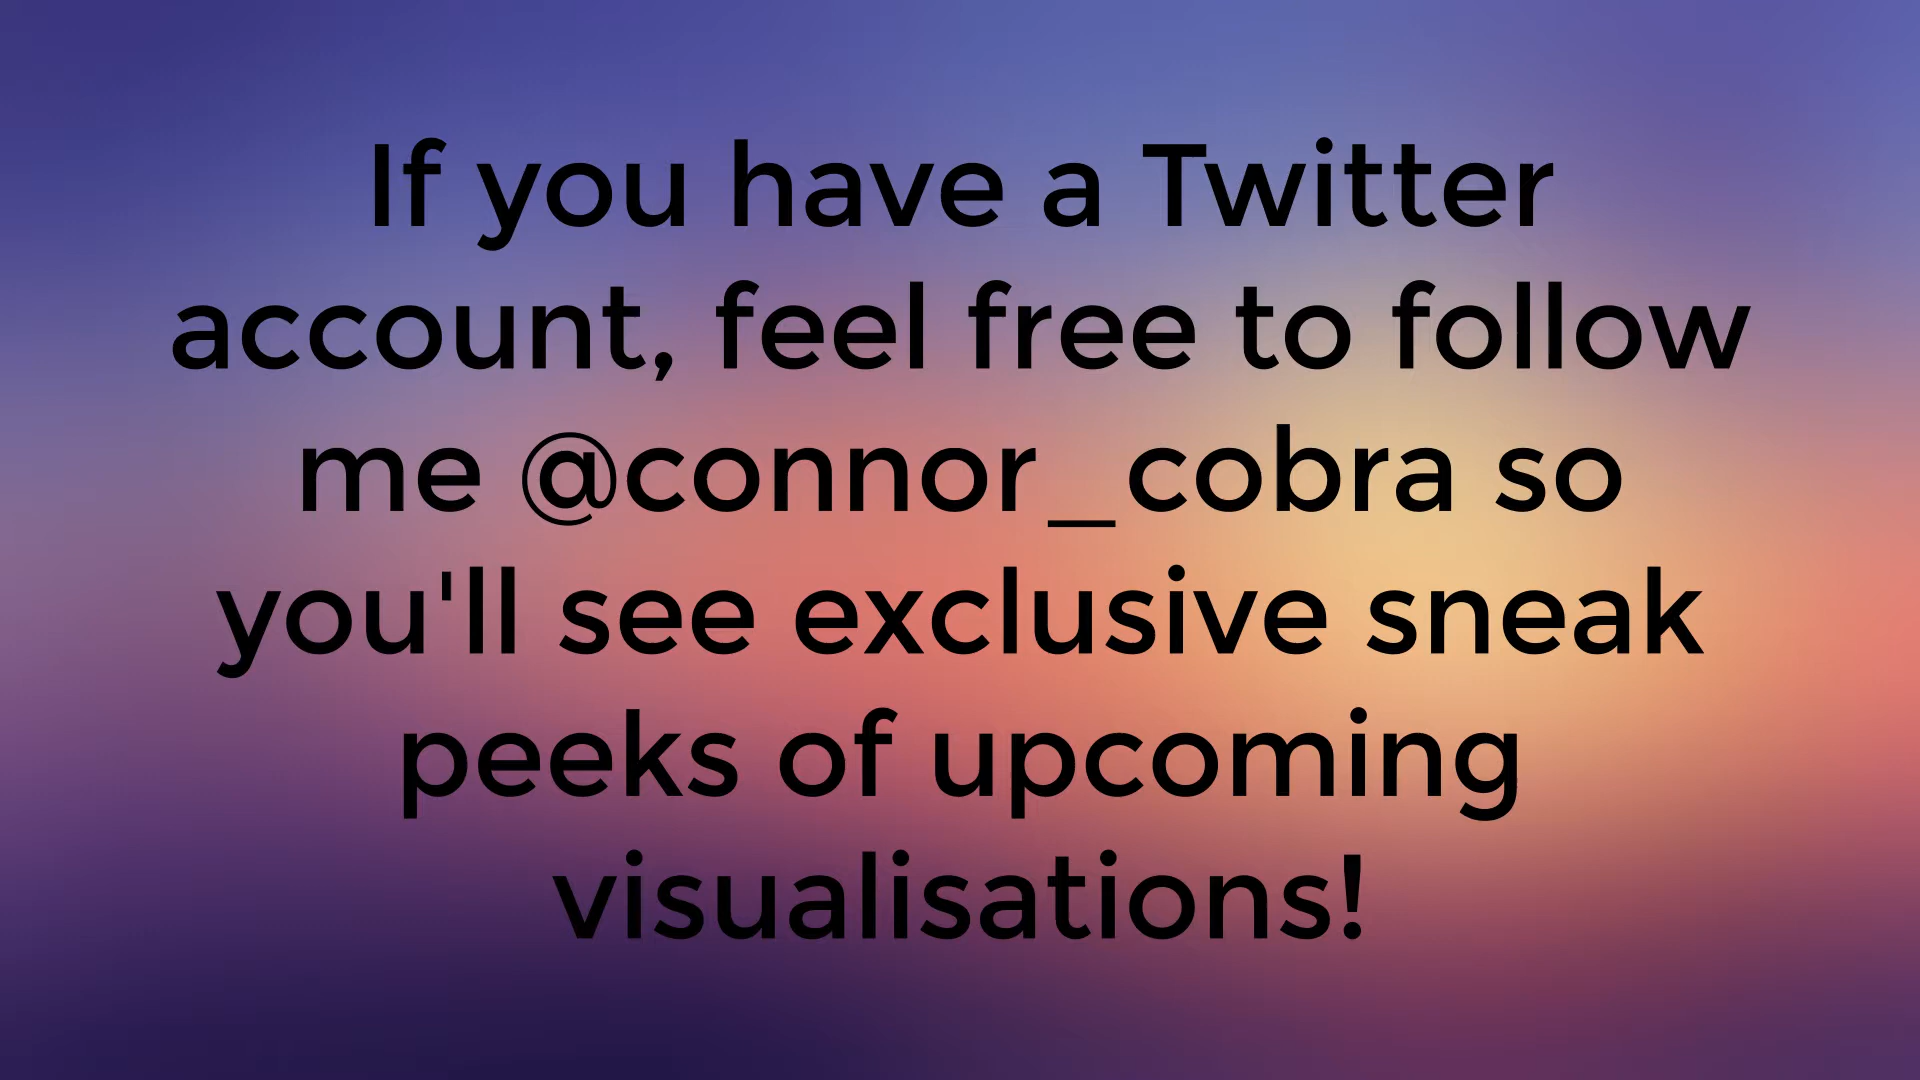 If you have a Twitter
account, feel free to follow
me @connor_cobra so
you'll see exclusive sneak
peeks of upcoming
visualisations!